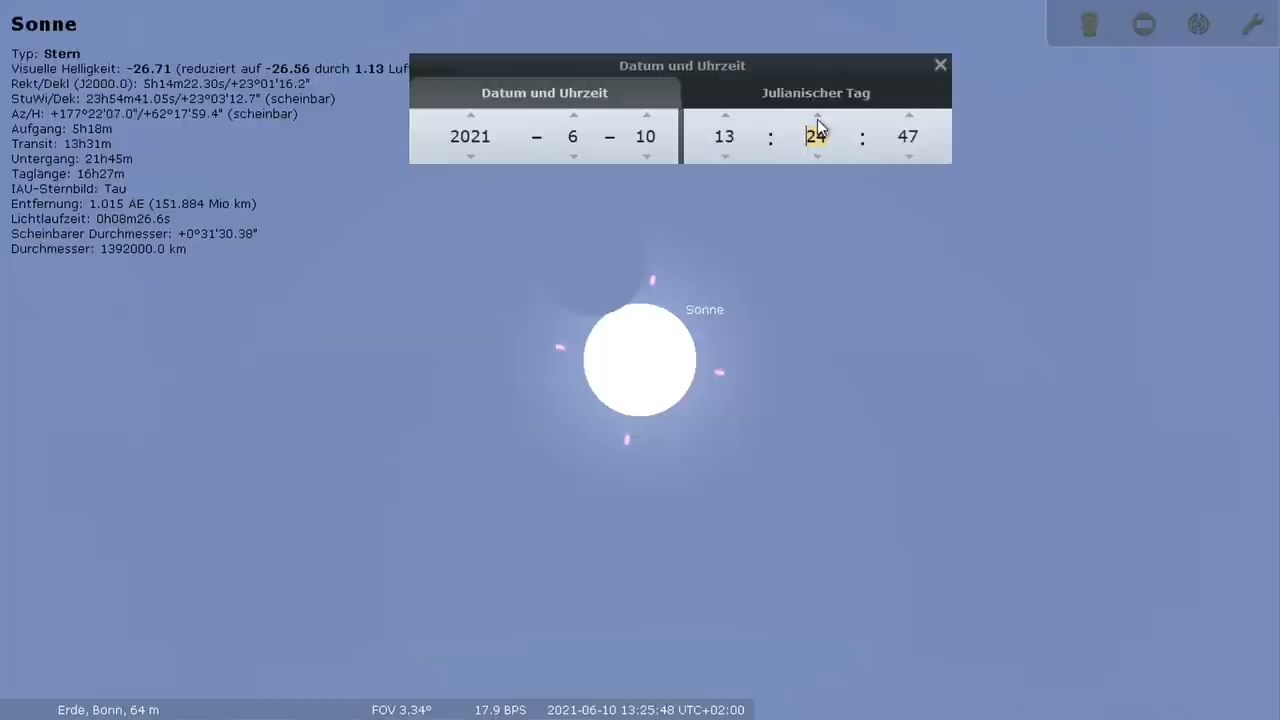 Sonne
Typ: Stern
Visuelle Helligkeit: -26.71 (reduziert auf -26.56 durch 1.13 Luf
Rekt/Dekl (J2000.0): 5h14m22.30s/+23°01'16.2"
StuWi/Dek: 23h54m41.05s/+23°03'12.7" (scheinbar)
Az/H: +177°22'07.0"/+62°17'59.4" (scheinbar)
Aufgang: 5h18m
Transit: 13h31m
Untergang: 21h45m
Taglänge: 16h27m
IAU-Sternbild: Tau
Entfernung: 1.015 AE (151.884 Mio km)
Lichtlaufzeit: 0h08m26.6s
Scheinbarer Durchmesser: +0°31'30.38"
Durchmesser: 1392000.0 km
Datum und Uhrzeit
Datum und Uhrzeit Julianischer Tag
2021 – 6 – 10 13 : 24 : 47
Sonne
Erde, Bonn, 64 m FOV 3.34° 17.9 BPS 2021-06-10 13:25:48 UTC+02:00